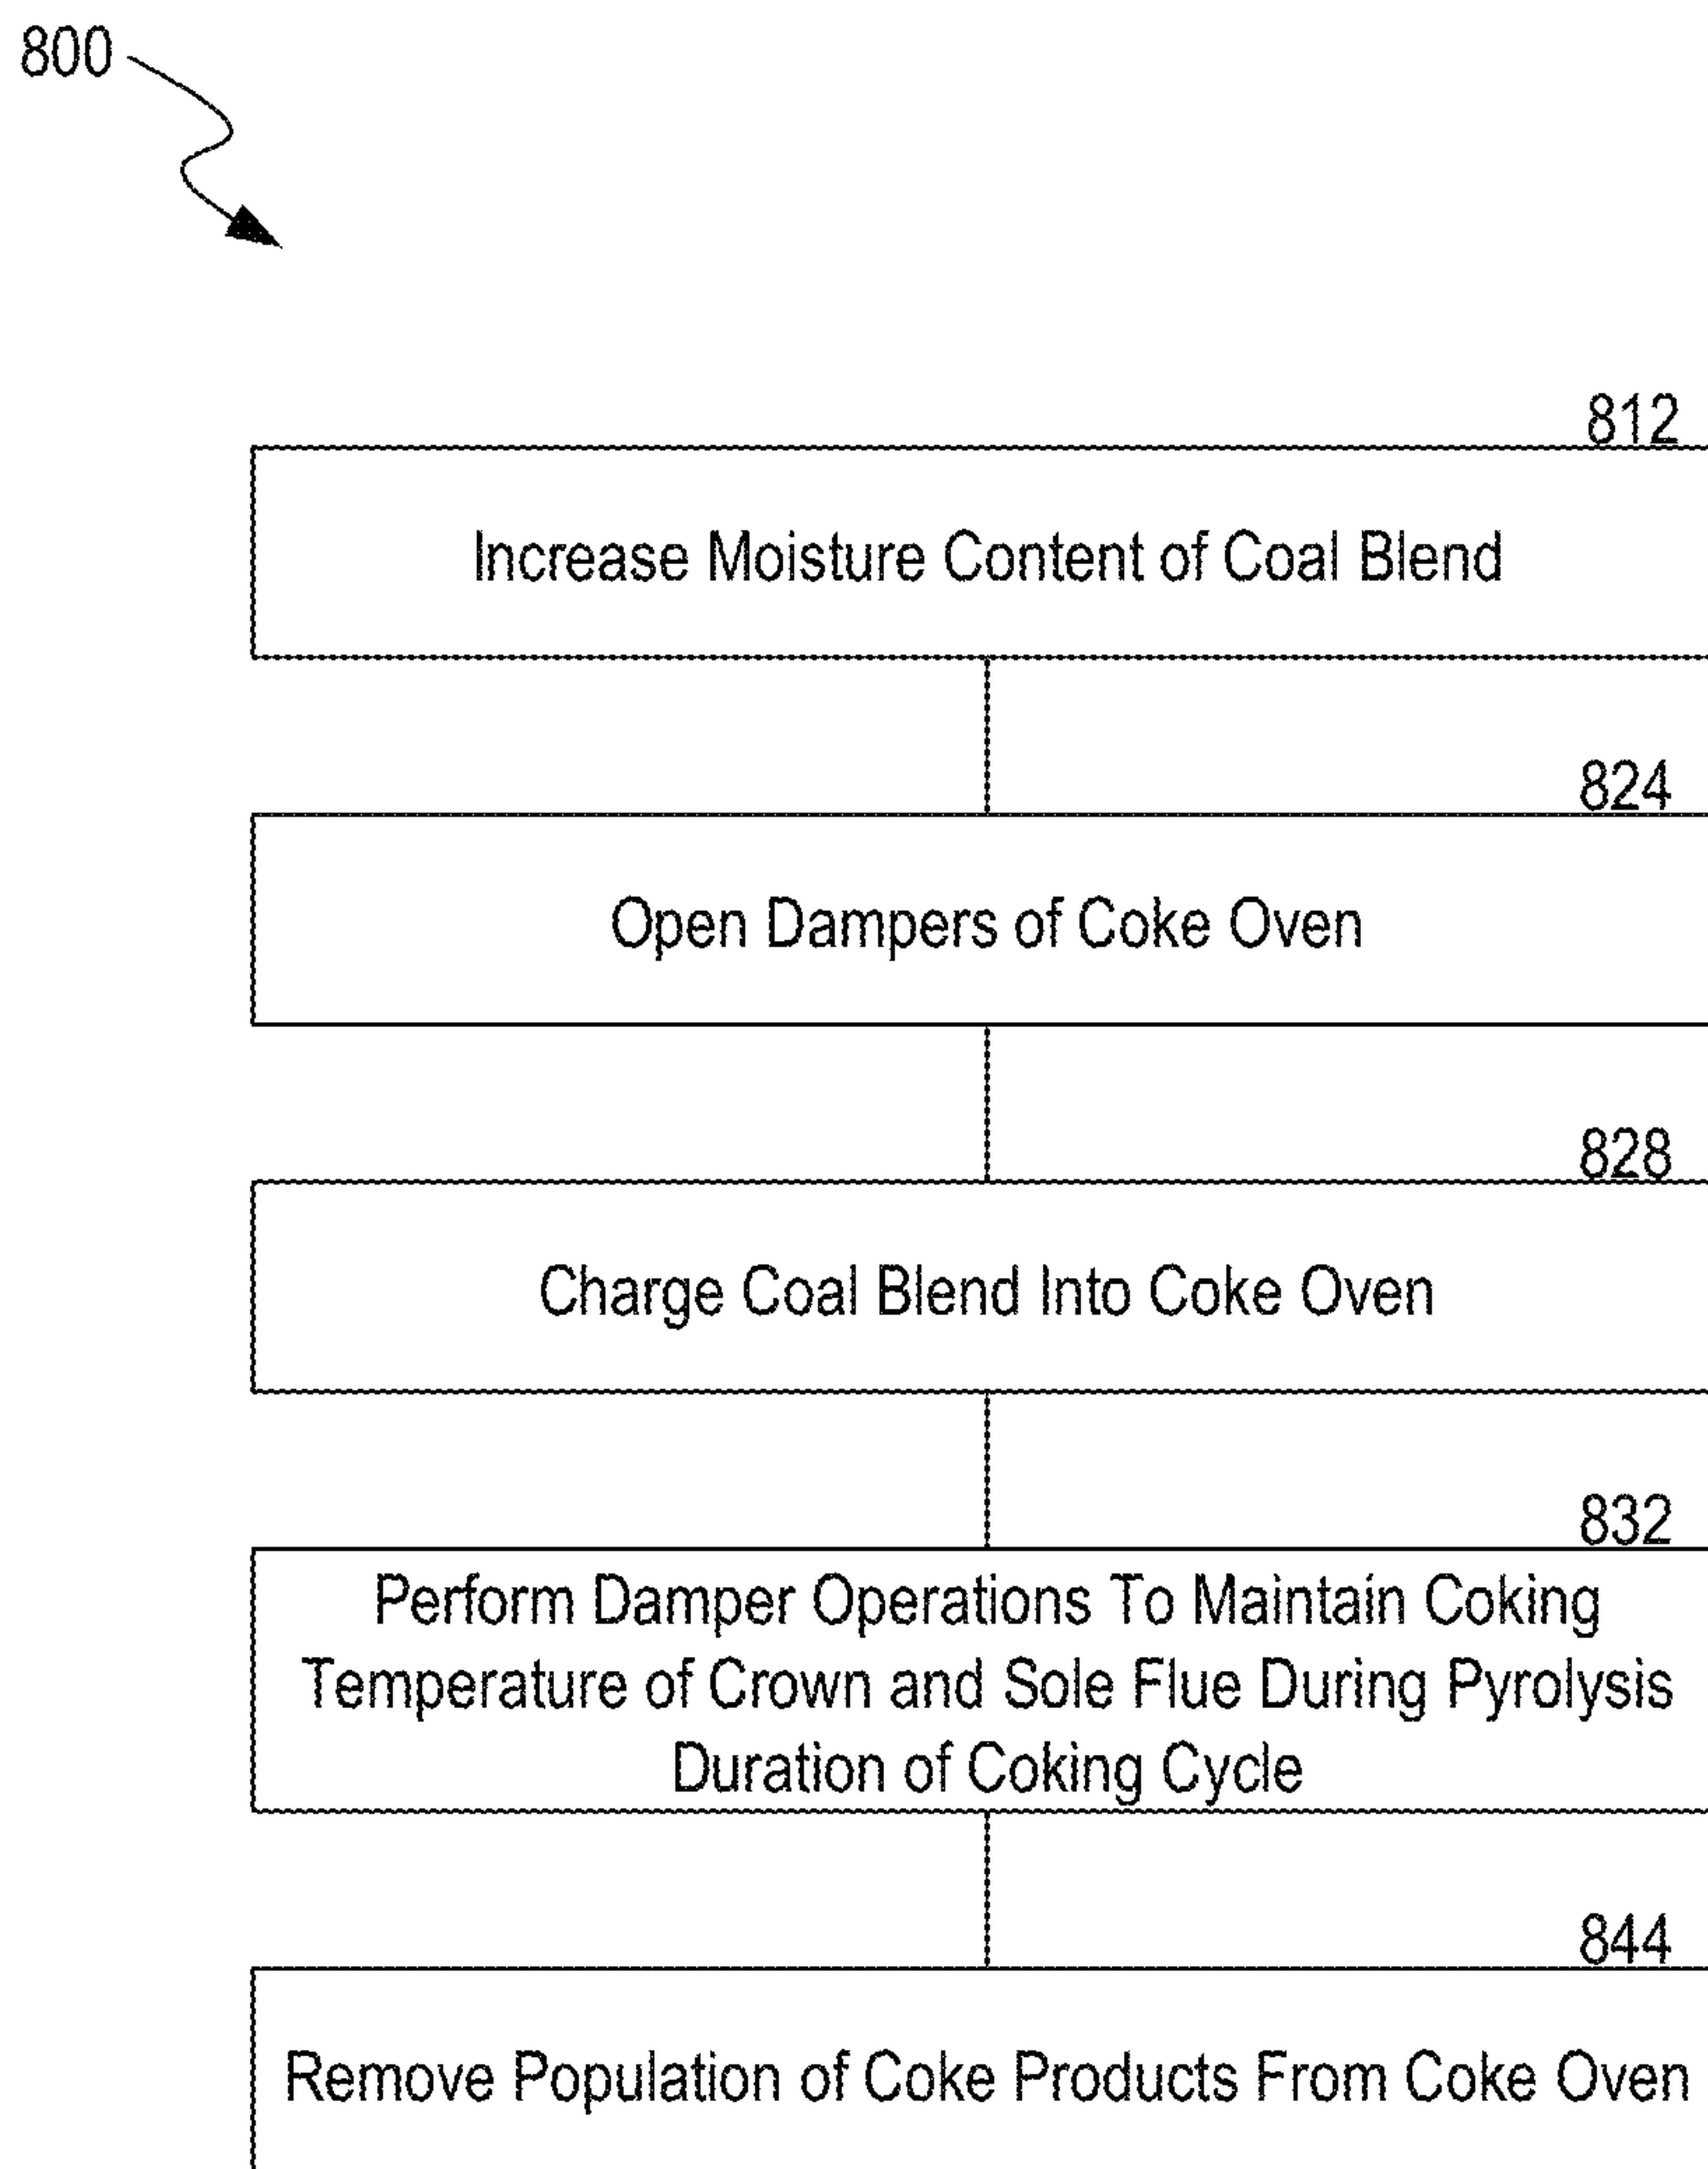 800
812
Increase Moisture Content of Coal Blend
824
Open Dampers of Coke Oven
828
Charge Coal Blend Into Coke Oven
832
Perform Damper Operations To Maintain Coking
Temperature of Crown and Sole Flue During Pyrolysis
Duration of Coking Cycle
844
Remove Population of Coke Products From Coke Oven